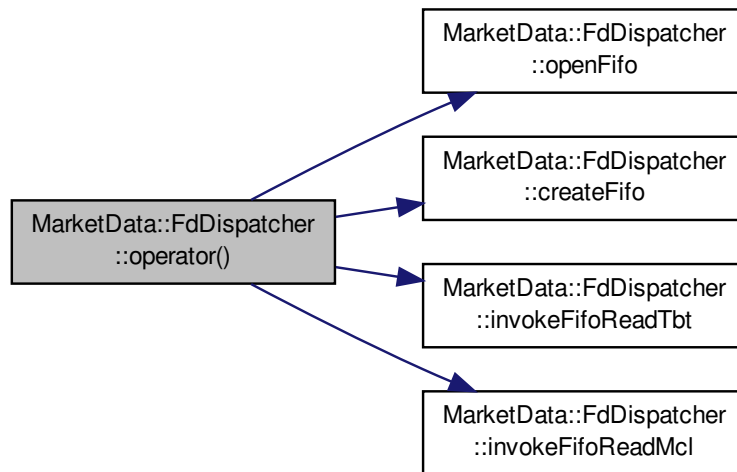 MarketData::FdDispatcher
::openFifo
MarketData::FdDispatcher
::createFifo
MarketData::FdDispatcher
::operator()
MarketData::FdDispatcher
::invokeFifoReadTbt
MarketData::FdDispatcher
::invokeFifoReadMcl